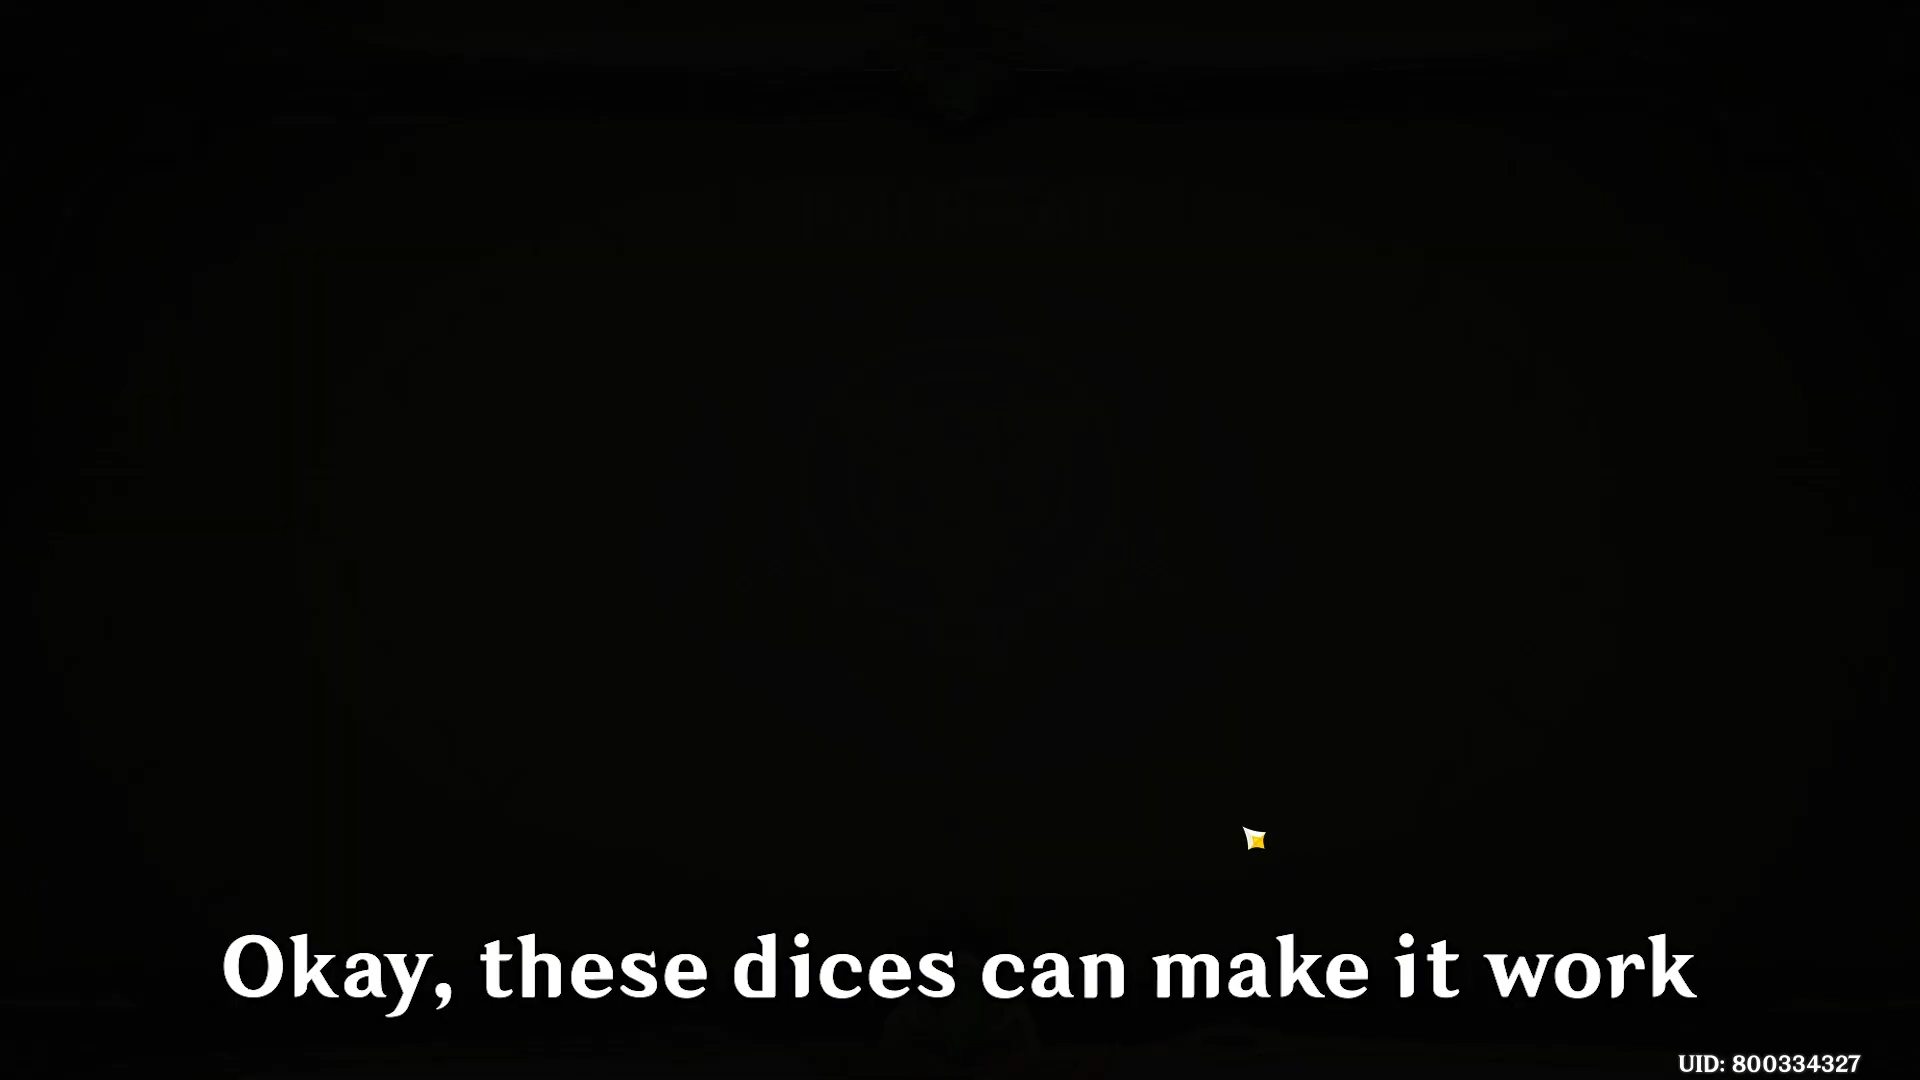 Okay, these dices can make it work
UID: 800334327